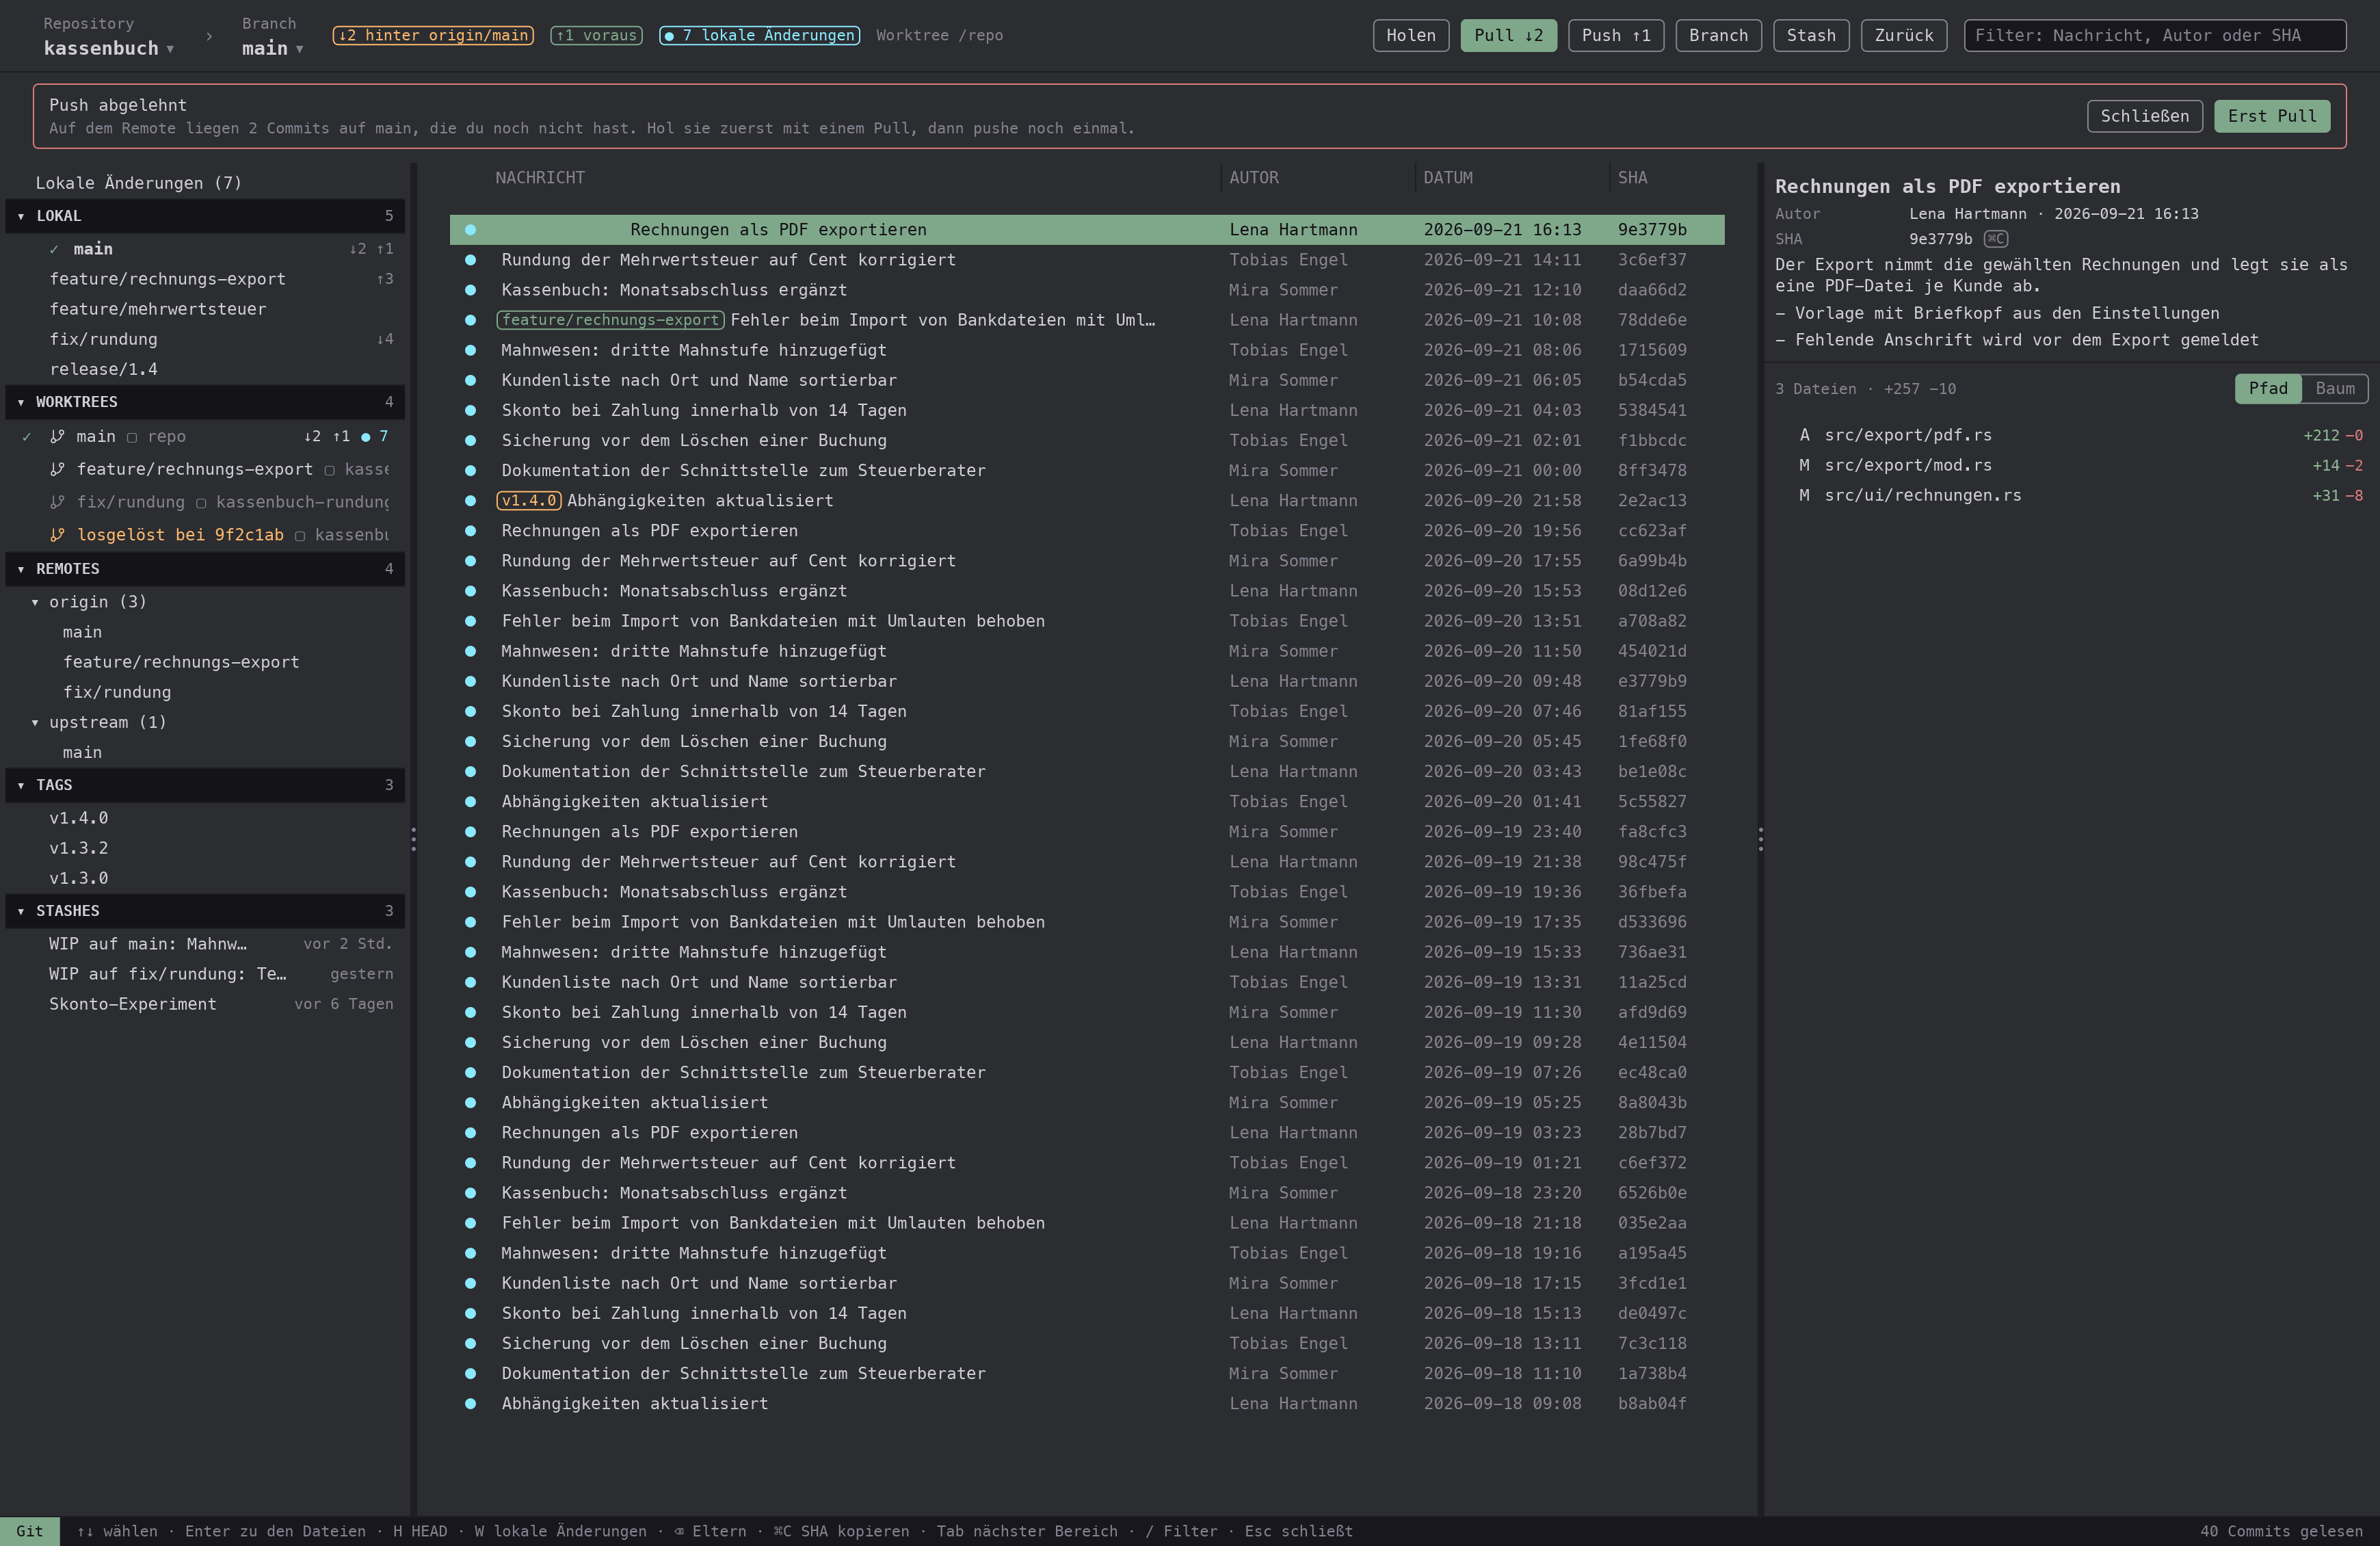 Repository
kassenbuch ▾
›
Branch
main ▾
↓2 hinter origin/main
↑1 voraus
● 7 lokale Änderungen
Worktree /repo
Holen
Pull ↓2
Push ↑1
Branch
Stash
Zurück
Filter: Nachricht, Autor oder SHA
Push abgelehnt
Auf dem Remote liegen 2 Commits auf main, die du noch nicht hast. Hol sie zuerst mit einem Pull, dann pushe noch einmal.
Schließen
Erst Pull
Lokale Änderungen (7)
▾ LOKAL 5
✓ main ↓2 ↑1
feature/rechnungs-export ↑3
feature/mehrwertsteuer
fix/rundung ↓4
release/1.4
▾ WORKTREES 4
✓ main ▢ repo ↓2 ↑1 ● 7
feature/rechnungs-export ▢ kasse
fix/rundung ▢ kassenbuch-rundung
losgelöst bei 9f2c1ab ▢ kassenbu
▾ REMOTES 4
▾ origin (3)
main
feature/rechnungs-export
fix/rundung
▾ upstream (1)
main
▾ TAGS 3
v1.4.0
v1.3.2
v1.3.0
▾ STASHES 3
WIP auf main: Mahnw… vor 2 Std.
WIP auf fix/rundung: Te… gestern
Skonto-Experiment vor 6 Tagen
NACHRICHT AUTOR DATUM SHA
Rechnungen als PDF exportieren Lena Hartmann 2026-09-21 16:13 9e3779b
Rundung der Mehrwertsteuer auf Cent korrigiert Tobias Engel 2026-09-21 14:11 3c6ef37
Kassenbuch: Monatsabschluss ergänzt Mira Sommer 2026-09-21 12:10 daa66d2
feature/rechnungs-export Fehler beim Import von Bankdateien mit Uml… Lena Hartmann 2026-09-21 10:08 78dde6e
Mahnwesen: dritte Mahnstufe hinzugefügt Tobias Engel 2026-09-21 08:06 1715609
Kundenliste nach Ort und Name sortierbar Mira Sommer 2026-09-21 06:05 b54cda5
Skonto bei Zahlung innerhalb von 14 Tagen Lena Hartmann 2026-09-21 04:03 5384541
Sicherung vor dem Löschen einer Buchung Tobias Engel 2026-09-21 02:01 f1bbcdc
Dokumentation der Schnittstelle zum Steuerberater Mira Sommer 2026-09-21 00:00 8ff3478
v1.4.0 Abhängigkeiten aktualisiert Lena Hartmann 2026-09-20 21:58 2e2ac13
Rechnungen als PDF exportieren Tobias Engel 2026-09-20 19:56 cc623af
Rundung der Mehrwertsteuer auf Cent korrigiert Mira Sommer 2026-09-20 17:55 6a99b4b
Kassenbuch: Monatsabschluss ergänzt Lena Hartmann 2026-09-20 15:53 08d12e6
Fehler beim Import von Bankdateien mit Umlauten behoben Tobias Engel 2026-09-20 13:51 a708a82
Mahnwesen: dritte Mahnstufe hinzugefügt Mira Sommer 2026-09-20 11:50 454021d
Kundenliste nach Ort und Name sortierbar Lena Hartmann 2026-09-20 09:48 e3779b9
Skonto bei Zahlung innerhalb von 14 Tagen Tobias Engel 2026-09-20 07:46 81af155
Sicherung vor dem Löschen einer Buchung Mira Sommer 2026-09-20 05:45 1fe68f0
Dokumentation der Schnittstelle zum Steuerberater Lena Hartmann 2026-09-20 03:43 be1e08c
Abhängigkeiten aktualisiert Tobias Engel 2026-09-20 01:41 5c55827
Rechnungen als PDF exportieren Mira Sommer 2026-09-19 23:40 fa8cfc3
Rundung der Mehrwertsteuer auf Cent korrigiert Lena Hartmann 2026-09-19 21:38 98c475f
Kassenbuch: Monatsabschluss ergänzt Tobias Engel 2026-09-19 19:36 36fbefa
Fehler beim Import von Bankdateien mit Umlauten behoben Mira Sommer 2026-09-19 17:35 d533696
Mahnwesen: dritte Mahnstufe hinzugefügt Lena Hartmann 2026-09-19 15:33 736ae31
Kundenliste nach Ort und Name sortierbar Tobias Engel 2026-09-19 13:31 11a25cd
Skonto bei Zahlung innerhalb von 14 Tagen Mira Sommer 2026-09-19 11:30 afd9d69
Sicherung vor dem Löschen einer Buchung Lena Hartmann 2026-09-19 09:28 4e11504
Dokumentation der Schnittstelle zum Steuerberater Tobias Engel 2026-09-19 07:26 ec48ca0
Abhängigkeiten aktualisiert Mira Sommer 2026-09-19 05:25 8a8043b
Rechnungen als PDF exportieren Lena Hartmann 2026-09-19 03:23 28b7bd7
Rundung der Mehrwertsteuer auf Cent korrigiert Tobias Engel 2026-09-19 01:21 c6ef372
Kassenbuch: Monatsabschluss ergänzt Mira Sommer 2026-09-18 23:20 6526b0e
Fehler beim Import von Bankdateien mit Umlauten behoben Lena Hartmann 2026-09-18 21:18 035e2aa
Mahnwesen: dritte Mahnstufe hinzugefügt Tobias Engel 2026-09-18 19:16 a195a45
Kundenliste nach Ort und Name sortierbar Mira Sommer 2026-09-18 17:15 3fcd1e1
Skonto bei Zahlung innerhalb von 14 Tagen Lena Hartmann 2026-09-18 15:13 de0497c
Sicherung vor dem Löschen einer Buchung Tobias Engel 2026-09-18 13:11 7c3c118
Dokumentation der Schnittstelle zum Steuerberater Mira Sommer 2026-09-18 11:10 1a738b4
Abhängigkeiten aktualisiert Lena Hartmann 2026-09-18 09:08 b8ab04f
Rechnungen als PDF exportieren
Autor Lena Hartmann · 2026-09-21 16:13
SHA 9e3779b ⌘C
Der Export nimmt die gewählten Rechnungen und legt sie als
eine PDF-Datei je Kunde ab.
– Vorlage mit Briefkopf aus den Einstellungen
– Fehlende Anschrift wird vor dem Export gemeldet
3 Dateien · +257 −10
Pfad Baum
A src/export/pdf.rs +212 −0
M src/export/mod.rs +14 −2
M src/ui/rechnungen.rs +31 −8
Git ↑↓ wählen · Enter zu den Dateien · H HEAD · W lokale Änderungen · ⌫ Eltern · ⌘C SHA kopieren · Tab nächster Bereich · / Filter · Esc schließt
40 Commits gelesen